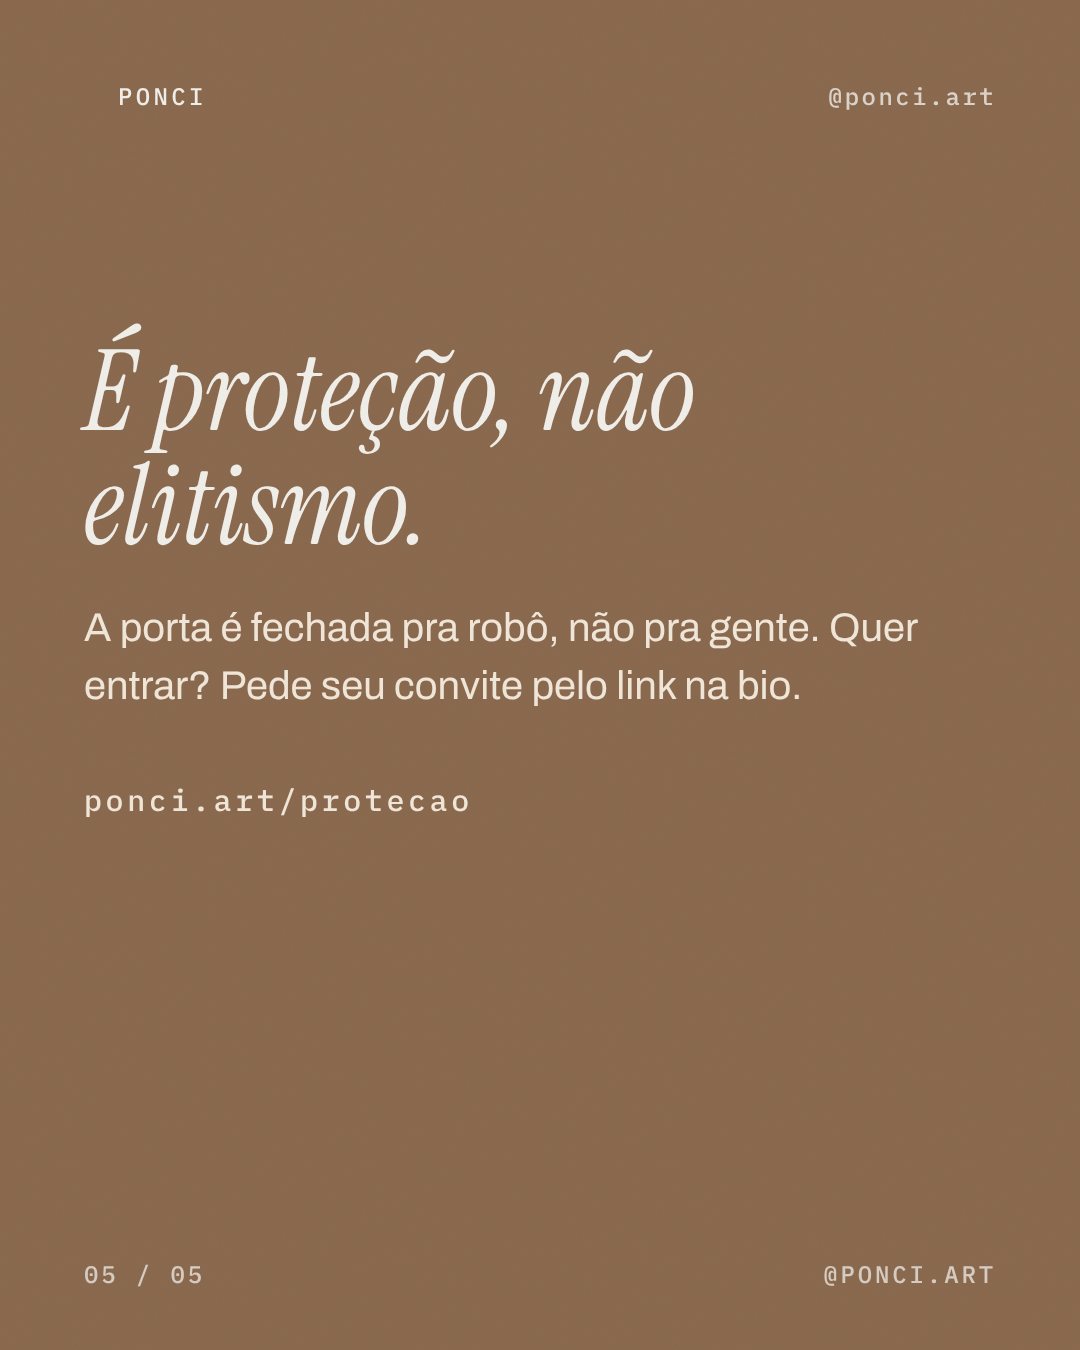 PONCI
@ponci.art
É proteção, não
elitismo.
A porta é fechada pra robô, não pra gente. Quer
entrar? Pede seu convite pelo link na bio.
ponci.art/protecao
05 / 05
@PONCI.ART